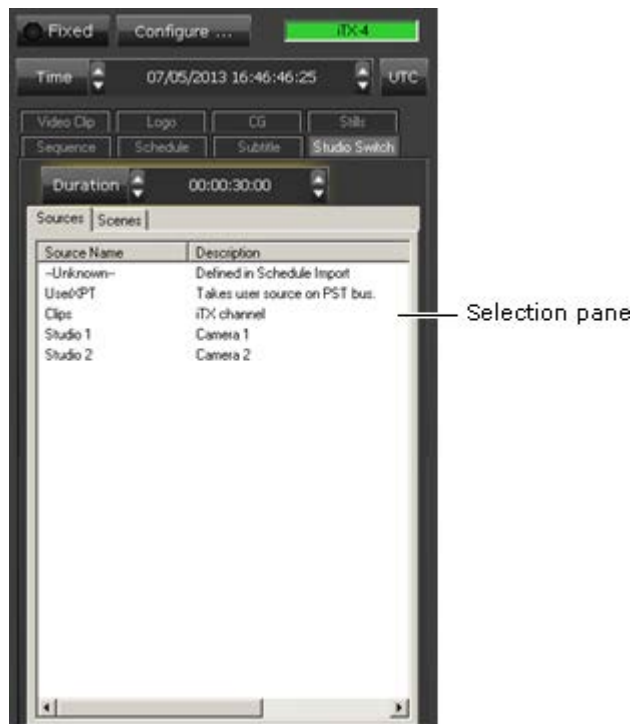 Fixed Configure ... iTX-4
Time 07/05/2013 16:46:46:25 UTC
Video Clip Logo CG Stills
Sequence Schedule Subtitle Studio Switch
Duration 00:00:30:00
Sources Scenes
Source Name Description
--Unknown-- Defined in Schedule Import
UseXPT Takes user source on PST bus.
Clips iTX channel
Studio 1 Camera 1
Studio 2 Camera 2
Selection pane